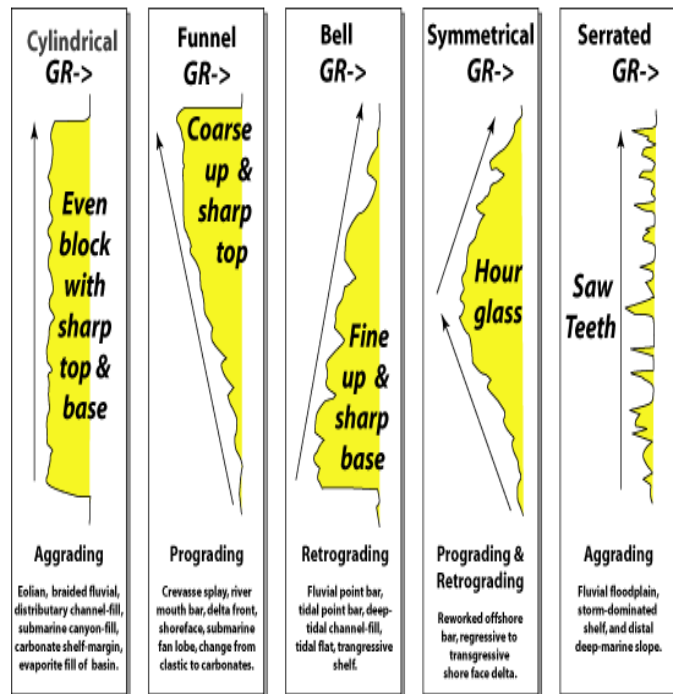 Cylindrical
GR->
Even
block
with
sharp
top &
base
Aggrading
Eolian, braided fluvial,
distributary channel-fill,
submarine canyon-fill,
carbonate shelf-margin,
evaporite fill of basin.
Funnel
GR->
Coarse
up &
sharp
top
Prograding
Crevasse splay, river
mouth bar, delta front,
shoreface, submarine
fan lobe, change from
clastic to carbonates.
Bell
GR->
Fine
up &
sharp
base
Retrograding
Fluvial point bar,
tidal point bar, deep-
tidal channel-fill,
tidal flat, trangressive
shelf.
Symmetrical
GR->
Hour
glass
Prograding &
Retrograding
Reworked offshore
bar, regressive to
transgressive
shore face delta.
Serrated
GR->
Saw
Teeth
Aggrading
Fluvial floodplain,
storm-dominated
shelf, and distal
deep-marine slope.